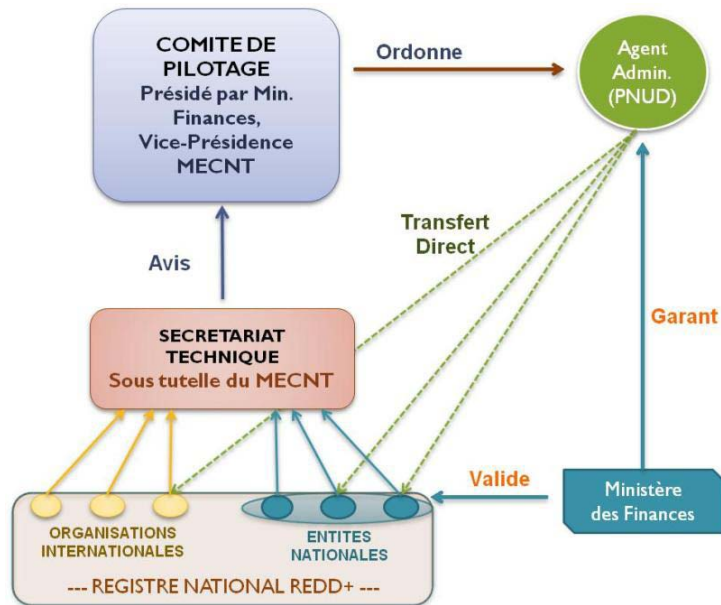 COMITE DE
PILOTAGE
Présidé par Min.
Finances,
Vice-Présidence
MECNT
Ordonne
Agent
Admin.
(PNUD)
Transfert
Direct
Avis
Garant
SECRETARIAT
TECHNIQUE
Sous tutelle du MECNT
Valide
Ministère
des Finances
ORGANISATIONS
INTERNATIONALES
ENTITES
NATIONALES
--- REGISTRE NATIONAL REDD+ ---